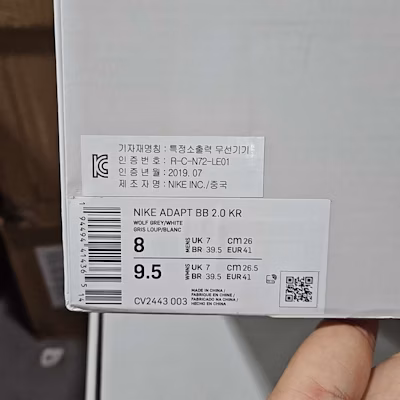 기자재명칭 : 특정소출력 무선기기
인 증 번 호 : R-C-N72-LE01
인 증 년 월 : 2019. 07
제 조 자 명 : NIKE INC./중국
NIKE ADAPT BB 2.0 KR
WOLF GREY/WHITE
GRIS LOUP/BLANC
8 MENS UK 7 cm 26
BR 39.5 EUR 41
9.5 WMNS UK 7 cm 26.5
BR 39.5 EUR 41
CV2443 003
MADE IN CHINA /
FABRIQUE EN CHINE /
FABRICADO NA CHINA /
HECHO EN CHINA